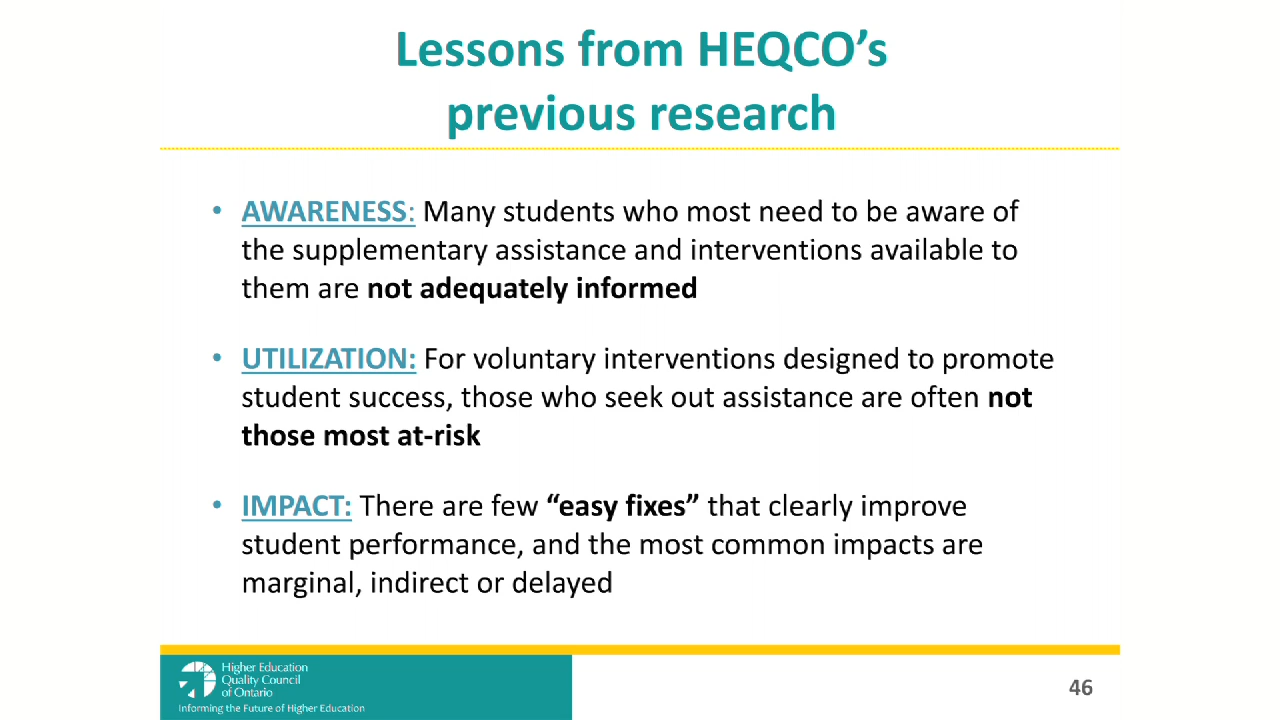 Lessons from HEQCO’s
previous research
• AWARENESS: Many students who most need to be aware of
the supplementary assistance and interventions available to
them are not adequately informed
• UTILIZATION: For voluntary interventions designed to promote
student success, those who seek out assistance are often not
those most at-risk
• IMPACT: There are few “easy fixes” that clearly improve
student performance, and the most common impacts are
marginal, indirect or delayed
Higher Education
Quality Council
of Ontario
Informing the Future of Higher Education
46